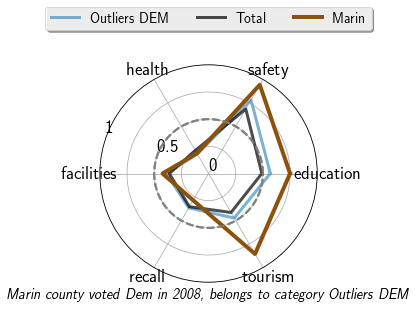 Outliers DEM Total Marin
health safety
1
0.5
0
facilities education
recall tourism
Marin county voted Dem in 2008, belongs to category Outliers DEM